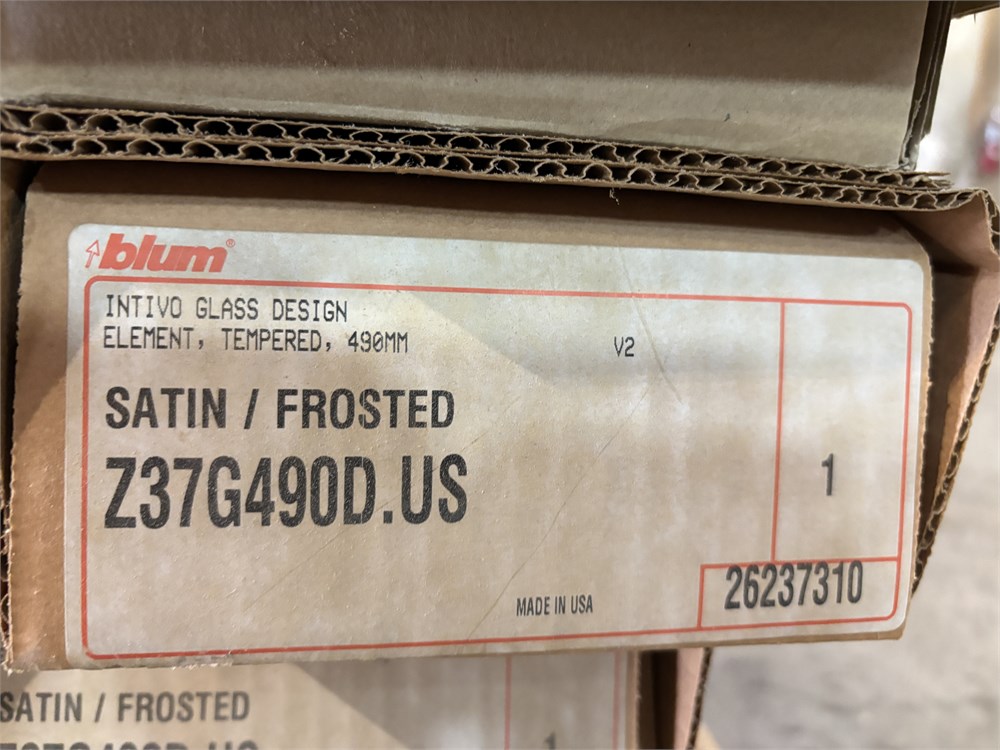 blum®
INTIVO GLASS DESIGN
ELEMENT, TEMPERED, 490MM
V2
SATIN / FROSTED
Z37G490D.US
1
MADE IN USA
26237310
SATIN / FROSTED
1